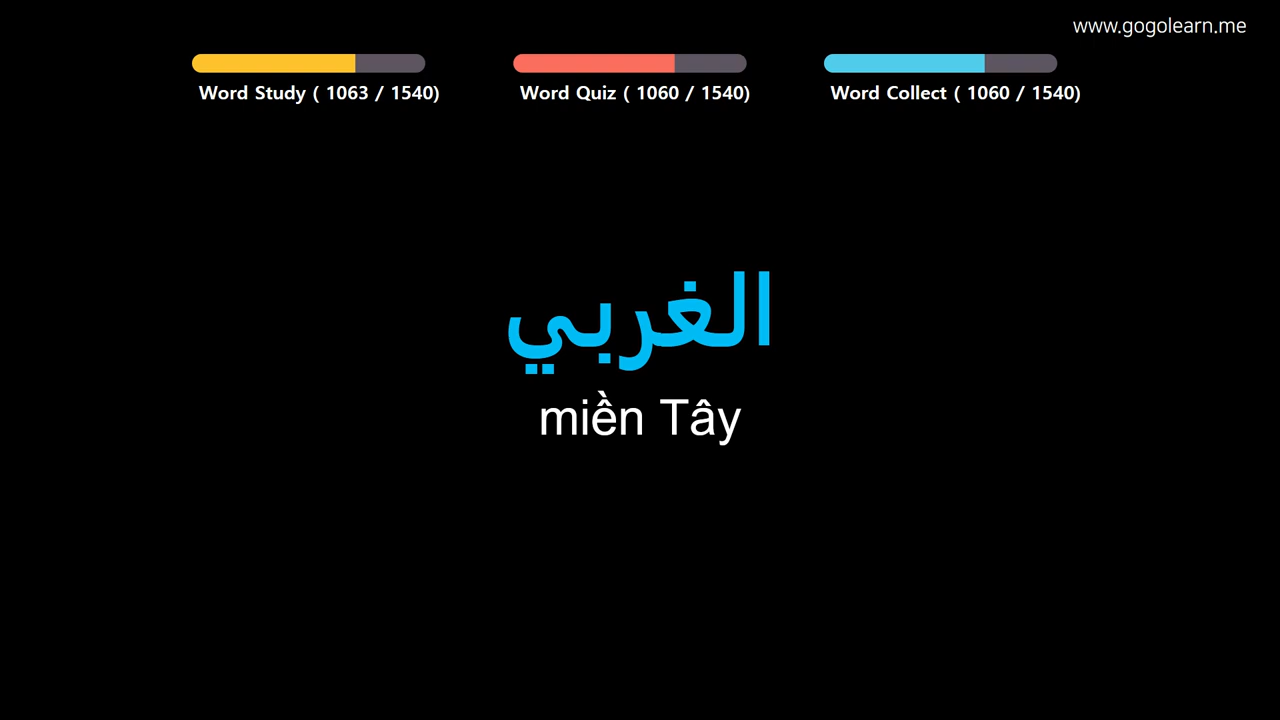 www.gogolearn.me
Word Study ( 1063 / 1540)
Word Quiz ( 1060 / 1540)
Word Collect ( 1060 / 1540)
الغربي
miền Tây